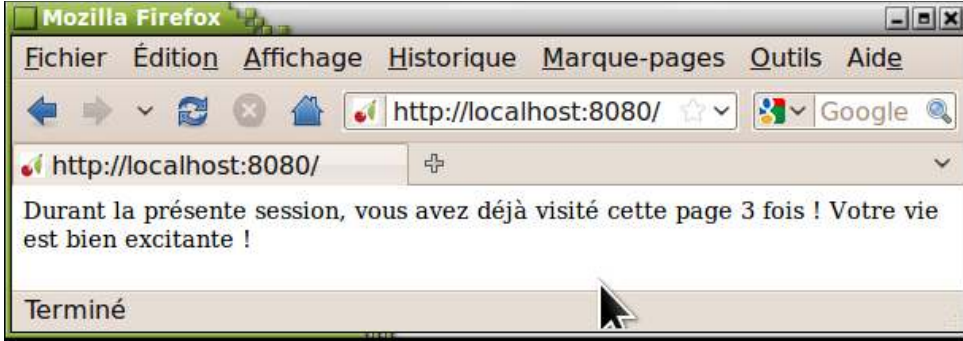 Mozilla Firefox
Fichier Édition Affichage Historique Marque-pages Outils Aide
http://localhost:8080/ Google
http://localhost:8080/
Durant la présente session, vous avez déjà visité cette page 3 fois ! Votre vie
est bien excitante !
Terminé